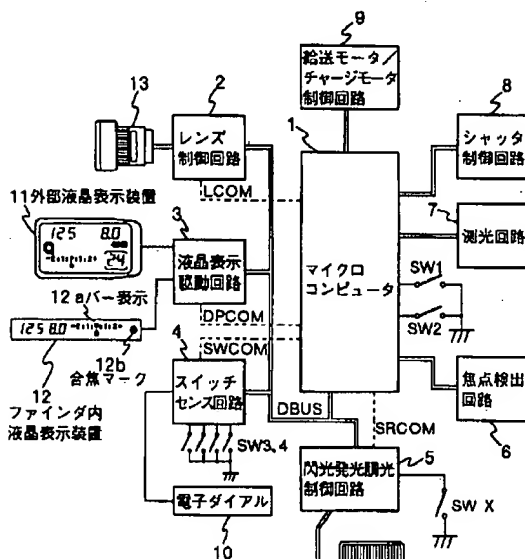 9
給送モータ/
チャージモータ
制御回路
13
2
レンズ
制御回路
LCOM
1
8
シャッタ
制御回路
11外部液晶表示装置
125 8.0
24
3
液晶表示
駆動回路
DPCOM
マイクロ
コンピュータ
7
測光回路
SW1
SW2
12aバー表示
125 8.0
12
12b
合焦マーク
ファインダ内
液晶表示装置
4
SWCOM
スイッチ
センス回路
DBUS
SRCOM
焦点検出
回路
6
SW3,4
5
閃光発光調光
制御回路
SW X
電子ダイアル
10